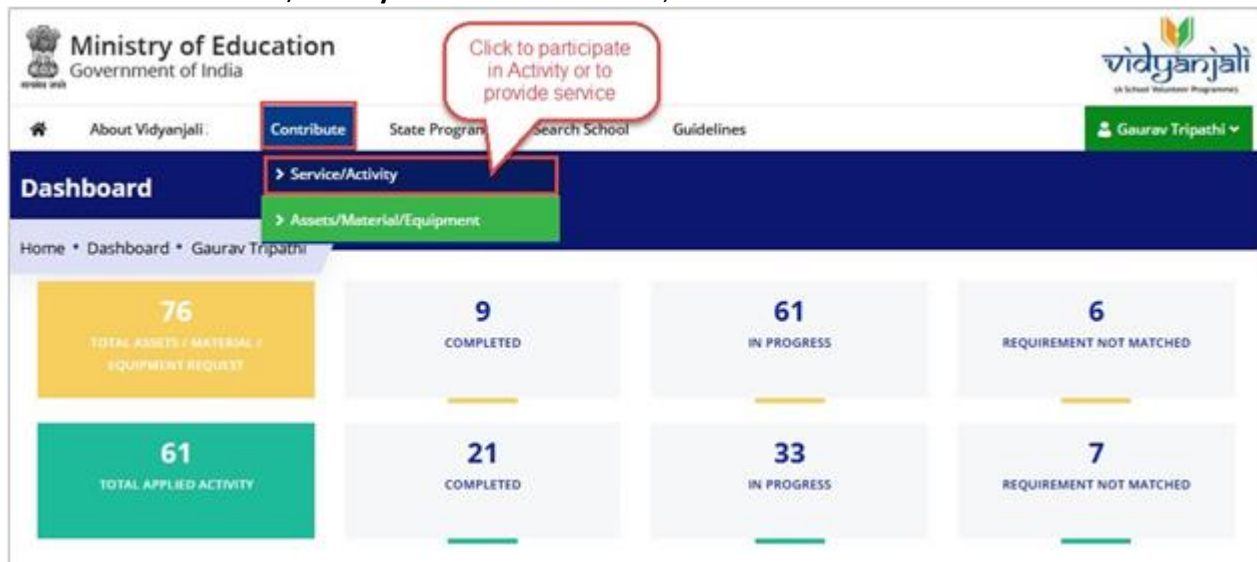 Ministry of Education
Government of India
Click to participate
in Activity or to
provide service
vidyanjali
About Vidyanjali
Contribute
State Program
Search School
Guidelines
Gaurav Tripathi
Dashboard
> Service/Activity
> Assets/Material/Equipment
Home • Dashboard • Gaurav Tripathi
76
TOTAL ASSETS / MATERIAL /
EQUIPMENT REQUEST
9
COMPLETED
61
IN PROGRESS
6
REQUIREMENT NOT MATCHED
61
TOTAL APPLIED ACTIVITY
21
COMPLETED
33
IN PROGRESS
7
REQUIREMENT NOT MATCHED